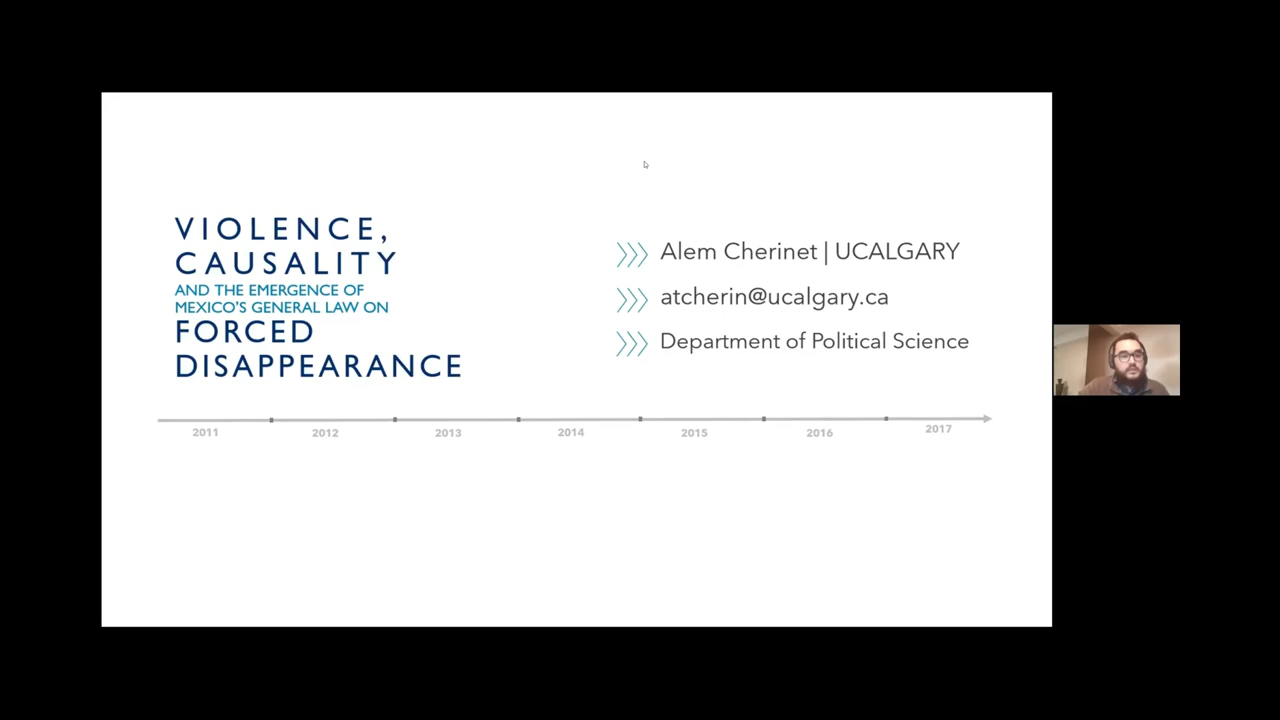 VIOLENCE,
CAUSALITY
AND THE EMERGENCE OF
MEXICO'S GENERAL LAW ON
FORCED
DISAPPEARANCE
Alem Cherinet | UCALGARY
atcherin@ucalgary.ca
Department of Political Science
2011 2012 2013 2014 2015 2016 2017